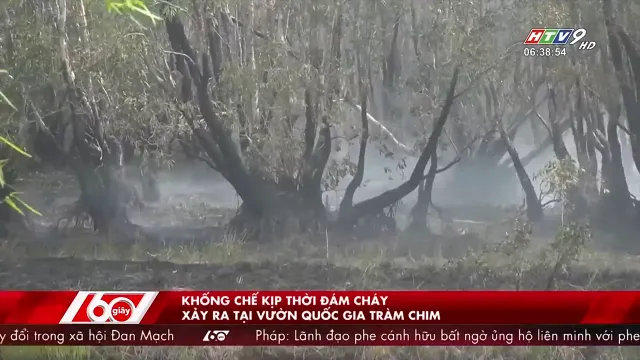 HTV9 HD
06:38:54
60 giây
KHỐNG CHẾ KỊP THỜI ĐÁM CHÁY
XẢY RA TẠI VƯỜN QUỐC GIA TRÀM CHIM
y đổi trong xã hội Đan Mạch 60 giây Pháp: Lãnh đạo phe cánh hữu bất ngờ ủng hộ liên minh với phe